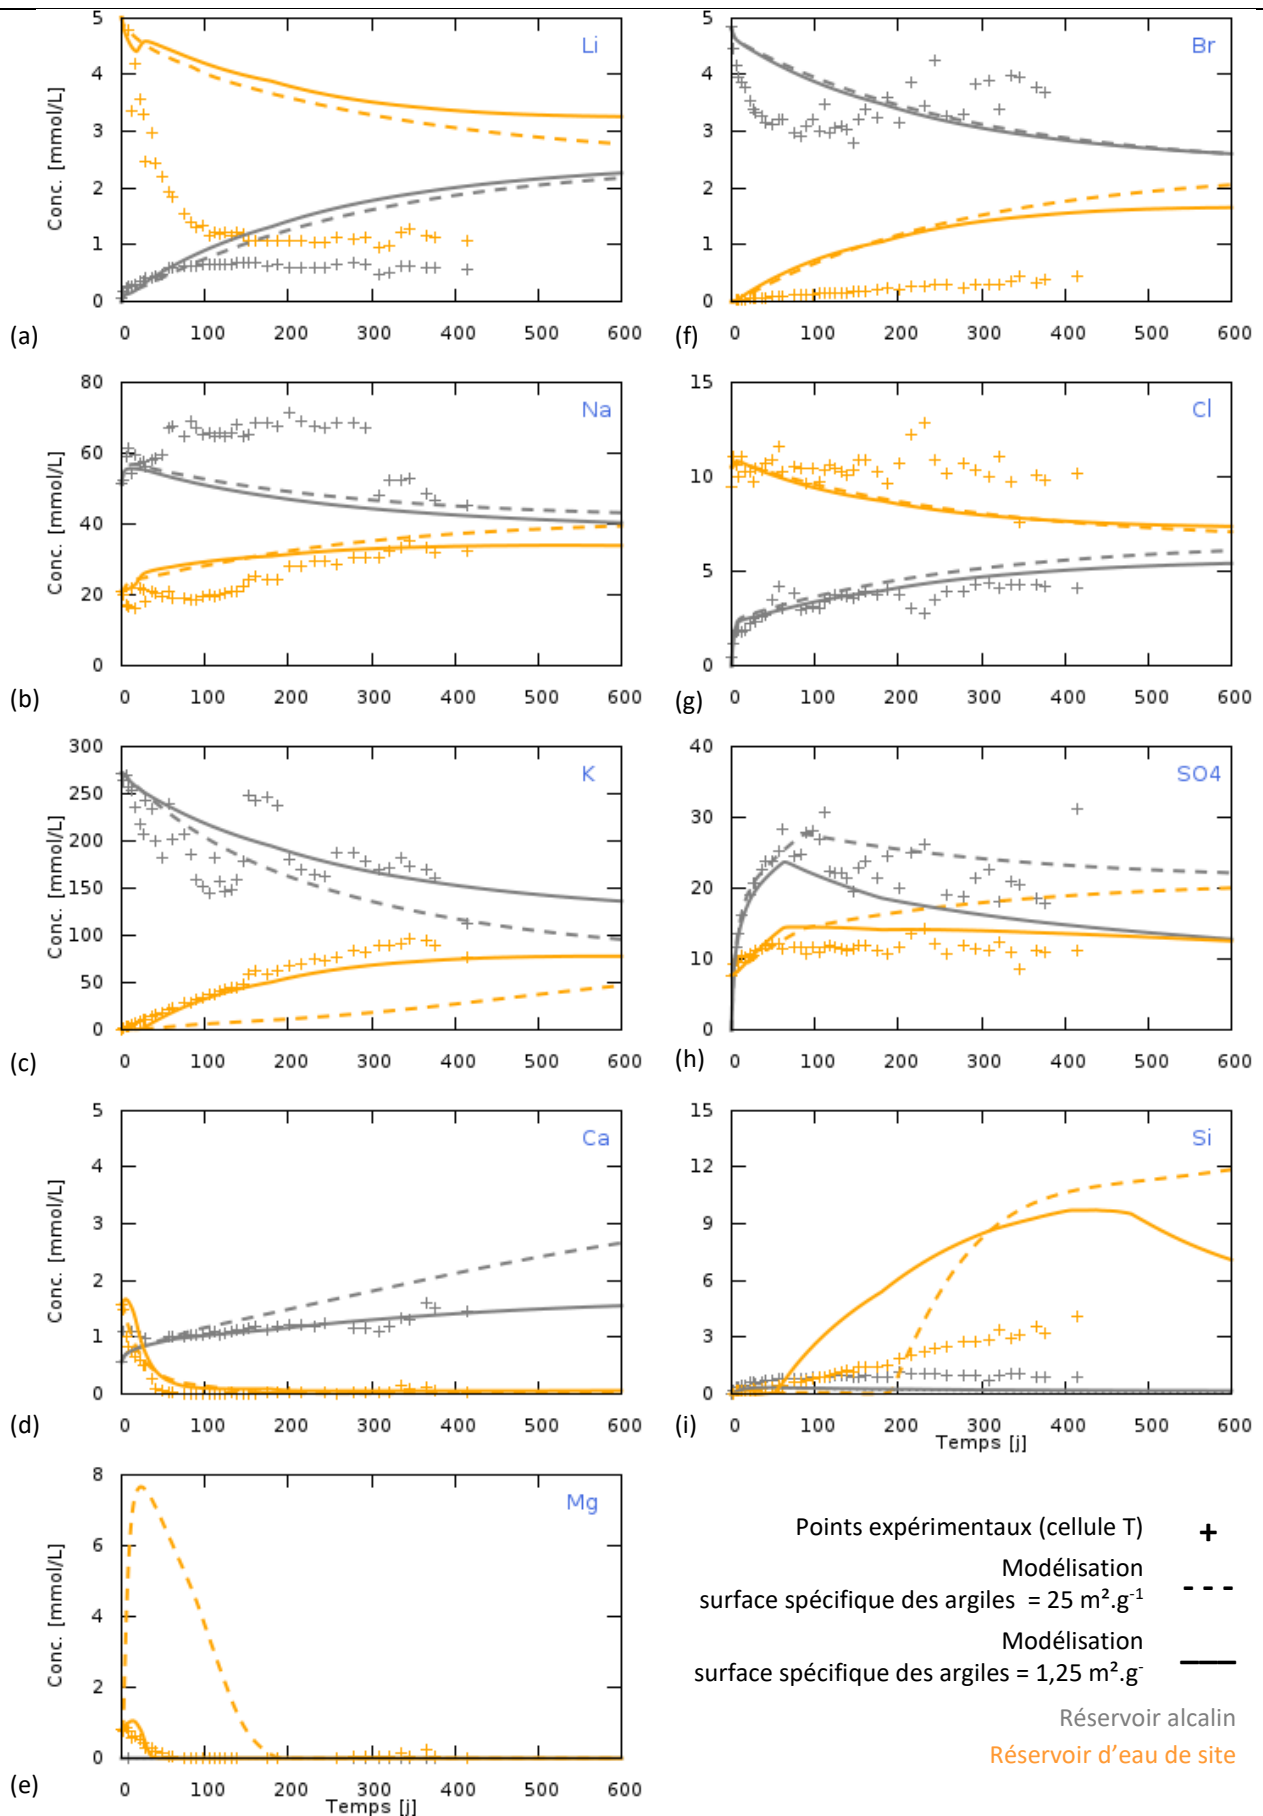 5
4
3
2
1
0
Conc. [mmol/L]
Li
0 100 200 300 400 500 600
(a)
5
4
3
2
1
0
Br
0 100 200 300 400 500 600
(f)
80
60
40
20
0
Conc. [mmol/L]
Na
0 100 200 300 400 500 600
(b)
15
10
5
0
Cl
0 100 200 300 400 500 600
(g)
300
250
200
150
100
50
0
Conc. [mmol/L]
K
0 100 200 300 400 500 600
(c)
40
30
20
10
0
SO4
0 100 200 300 400 500 600
(h)
5
4
3
2
1
0
Conc. [mmol/L]
Ca
0 100 200 300 400 500 600
(d)
15
12
9
6
3
0
Si
0 100 200 300 400 500 600
Temps [j]
(i)
8
6
4
2
0
Conc. [mmol/L]
Mg
0 100 200 300 400 500 600
Temps [j]
(e)
Points expérimentaux (cellule T)
Modélisation
surface spécifique des argiles = 25 m².g⁻¹
Modélisation
surface spécifique des argiles = 1,25 m².g⁻
Réservoir alcalin
Réservoir d'eau de site